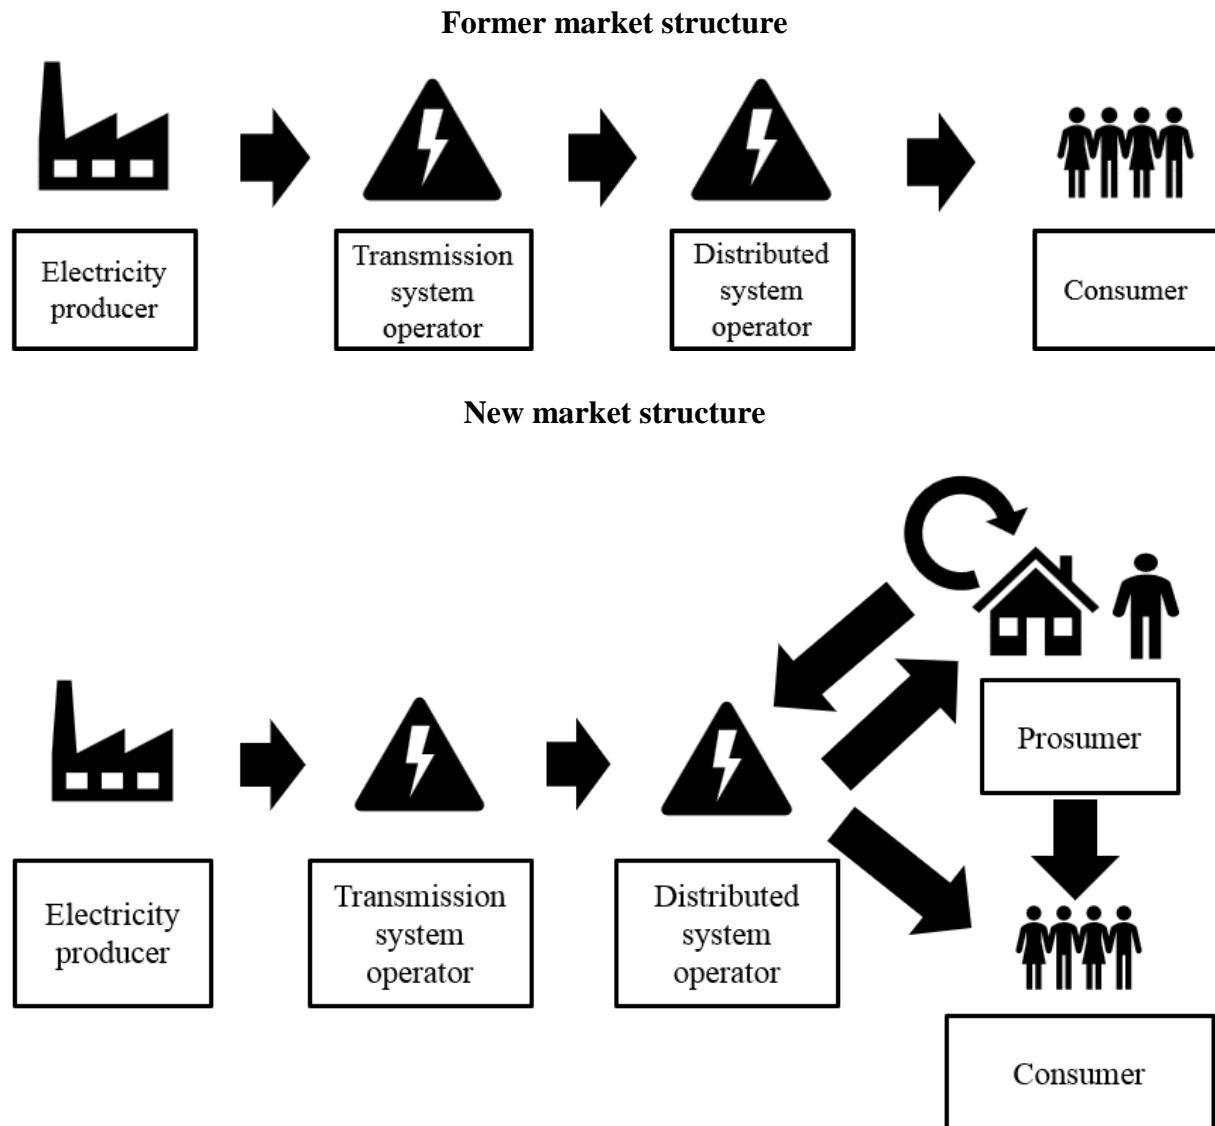 Former market structure
Electricity
producer
Transmission
system
operator
Distributed
system
operator
Consumer
New market structure
Prosumer
Electricity
producer
Transmission
system
operator
Distributed
system
operator
Consumer